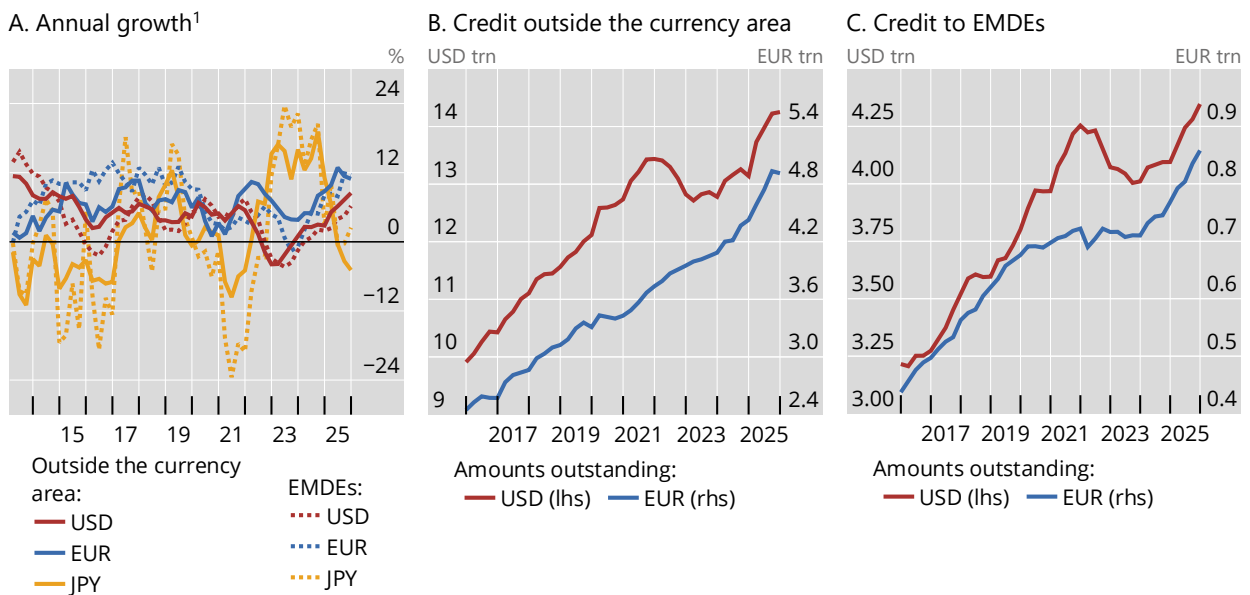 A. Annual growth1
%
24
12
0
−12
−24
15 17 19 21 23 25
Outside the currency
area:
USD
EUR
JPY
EMDEs:
USD
EUR
JPY
B. Credit outside the currency area
USD trn EUR trn
14 5.4
13 4.8
12 4.2
11 3.6
10 3.0
9 2.4
2017 2019 2021 2023 2025
Amounts outstanding:
USD (lhs) EUR (rhs)
C. Credit to EMDEs
USD trn EUR trn
4.25 0.9
4.00 0.8
3.75 0.7
3.50 0.6
3.25 0.5
3.00 0.4
2017 2019 2021 2023 2025
Amounts outstanding:
USD (lhs) EUR (rhs)